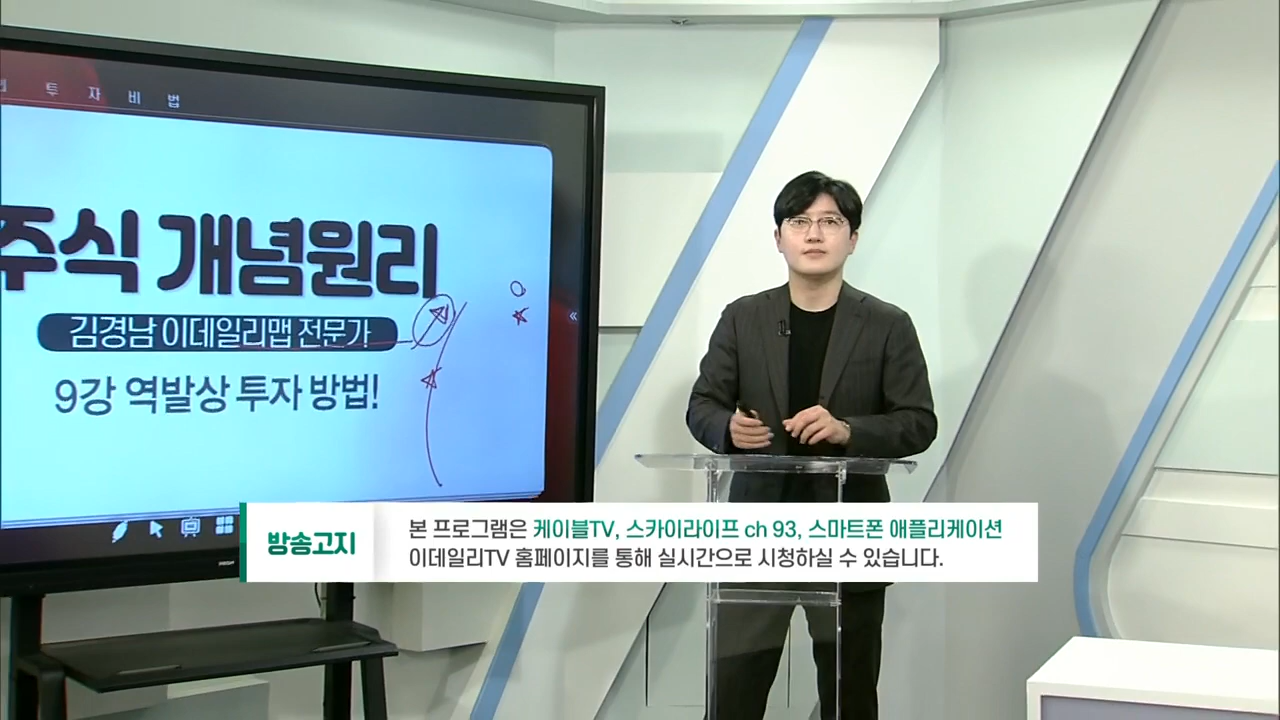 투 자 비 법
주식 개념원리
김경남 이데일리맵 전문가
9강 역발상 투자 방법!
방송고지
본 프로그램은 케이블TV, 스카이라이프 ch 93, 스마트폰 애플리케이션
이데일리TV 홈페이지를 통해 실시간으로 시청하실 수 있습니다.